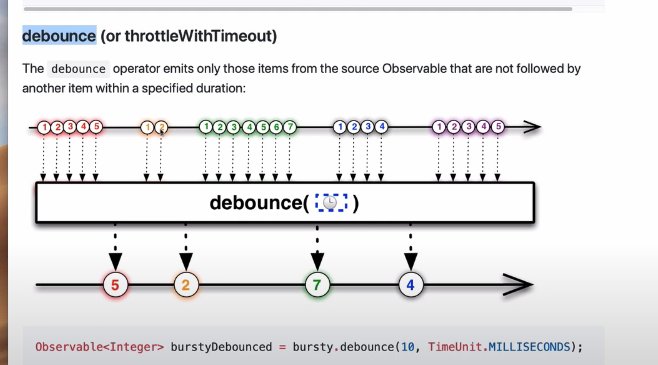 debounce (or throttleWithTimeout)
The debounce operator emits only those items from the source Observable that are not followed by
another item within a specified duration:
1 2 3 4 5 1 2 1 2 3 4 5 6 7 1 2 3 4 1 2 3 4 5
debounce( )
5 2 7 4
Observable<Integer> burstyDebounced = bursty.debounce(10, TimeUnit.MILLISECONDS);